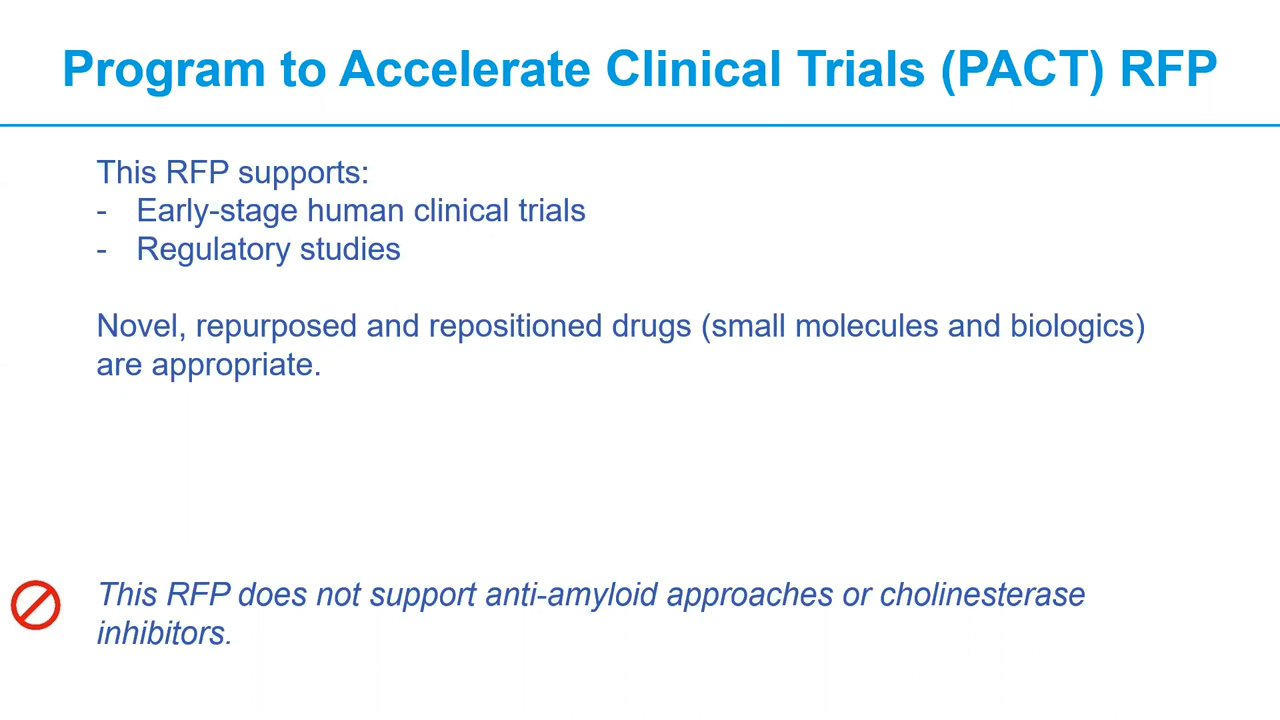 Program to Accelerate Clinical Trials (PACT) RFP
This RFP supports:
- Early-stage human clinical trials
- Regulatory studies
Novel, repurposed and repositioned drugs (small molecules and biologics)
are appropriate.
This RFP does not support anti-amyloid approaches or cholinesterase
inhibitors.